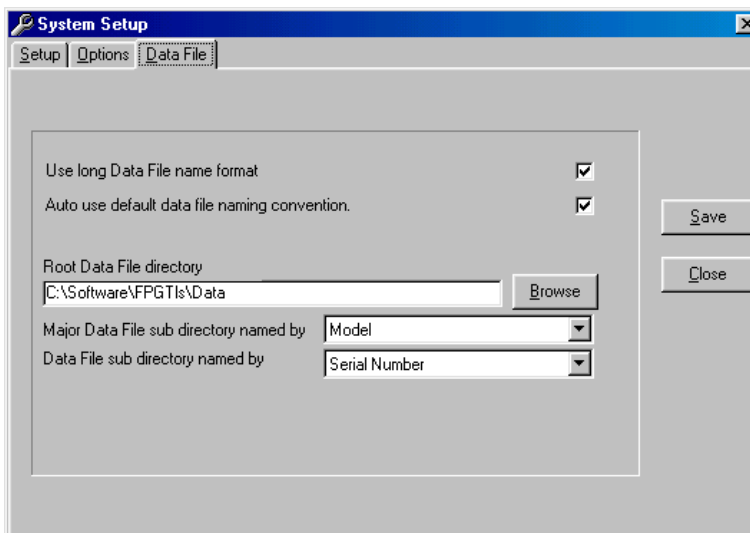 System Setup
Setup Options Data File
Use long Data File name format
Auto use default data file naming convention.
Save
Root Data File directory
Close
C:\Software\FPGTIs\Data
Browse
Major Data File sub directory named by Model
Data File sub directory named by Serial Number